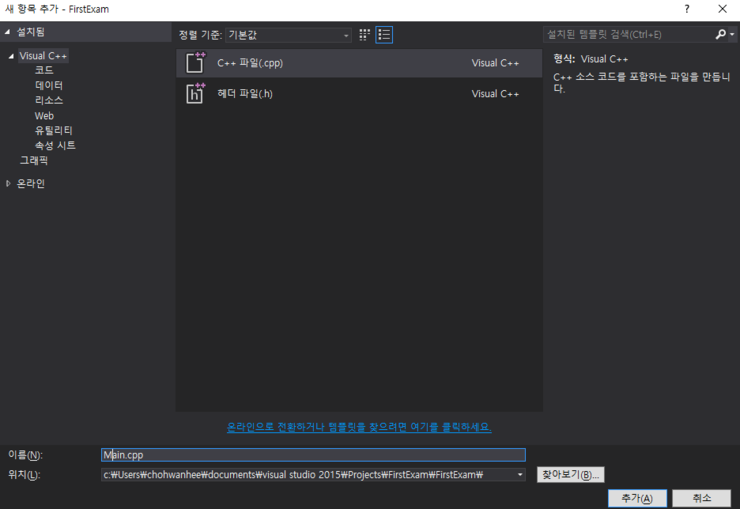 새 항목 추가 - FirstExam
? ×
설치됨
정렬 기준: 기본값
설치된 템플릿 검색(Ctrl+E)
Visual C++
코드
데이터
리소스
Web
유틸리티
속성 시트
그래픽
온라인
C++ 파일(.cpp) Visual C++
헤더 파일(.h) Visual C++
형식: Visual C++
C++ 소스 코드를 포함하는 파일을 만듭니
다.
온라인으로 전환하거나 템플릿을 찾으려면 여기를 클릭하세요.
이름(N): Main.cpp
위치(L): c:₩Users₩chohwanhee₩documents₩visual studio 2015₩Projects₩FirstExam₩FirstExam₩ 찾아보기(B)...
추가(A) 취소